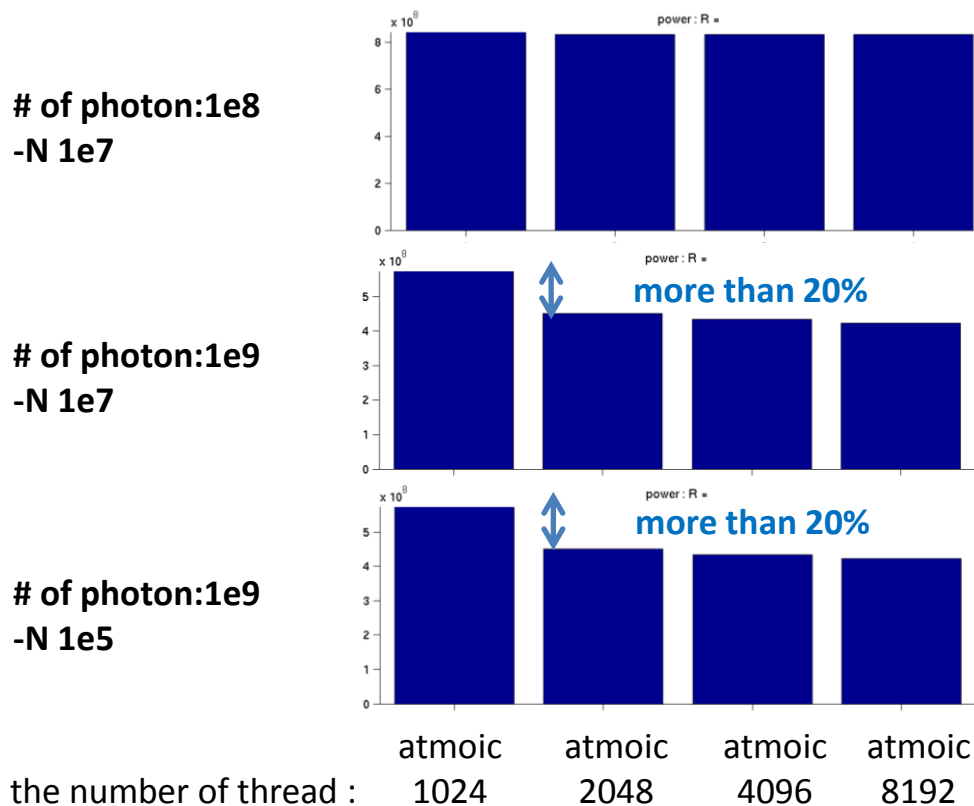 x 10^8
power : R =
8
6
4
2
0
# of photon:1e8
-N 1e7
x 10^8
power : R =
more than 20%
5
4
3
2
1
0
# of photon:1e9
-N 1e7
x 10^8
power : R =
more than 20%
5
4
3
2
1
0
# of photon:1e9
-N 1e5
atmoic atmoic atmoic atmoic
the number of thread : 1024 2048 4096 8192